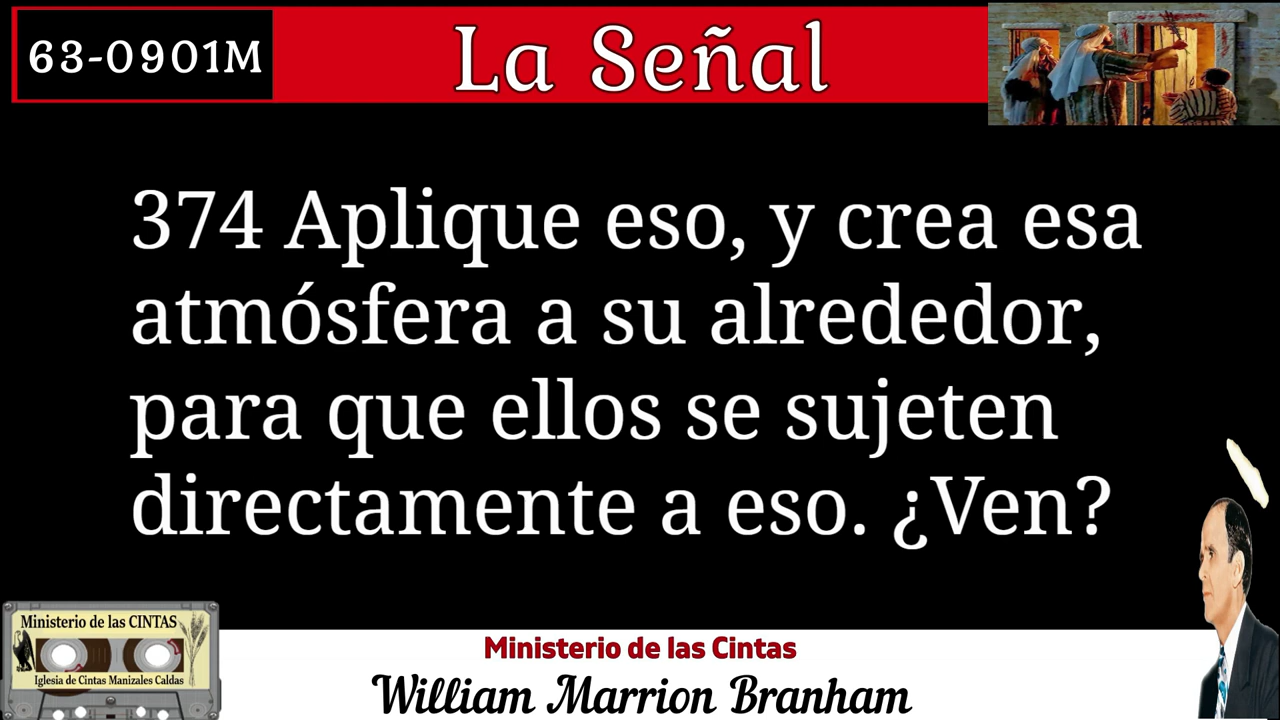 63-0901M
La Señal
374 Aplique eso, y crea esa
atmósfera a su alrededor,
para que ellos se sujeten
directamente a eso. ¿Ven?
Ministerio de las CINTAS
Iglesia de Cintas Manizales Caldas
Ministerio de las Cintas
William Marrion Branham